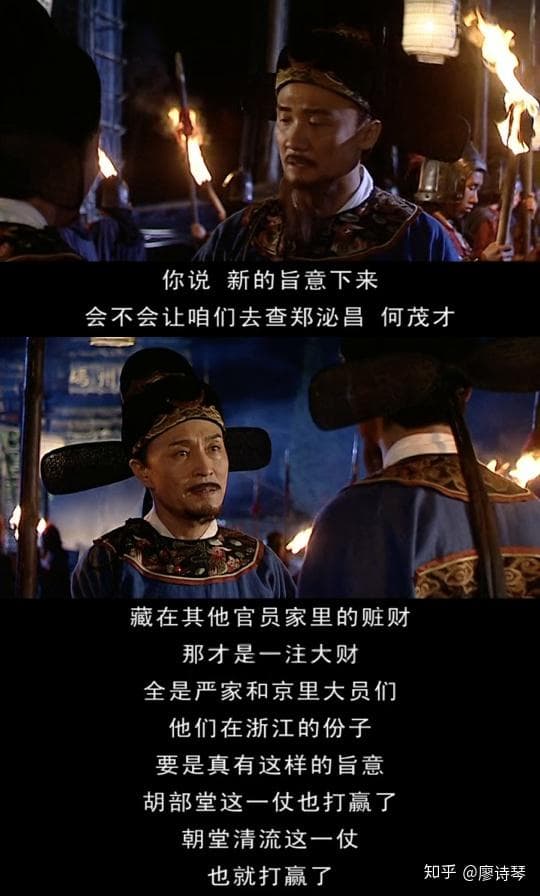 你说 新的旨意下来
会不会让咱们去查郑泌昌 何茂才
藏在其他官员家里的赃财
那才是一注大财
全是严家和京里大员们
他们在浙江的份子
要是真有这样的旨意
胡部堂这一仗也打赢了
朝堂清流这一仗
也就打赢了
知乎 @廖诗琴